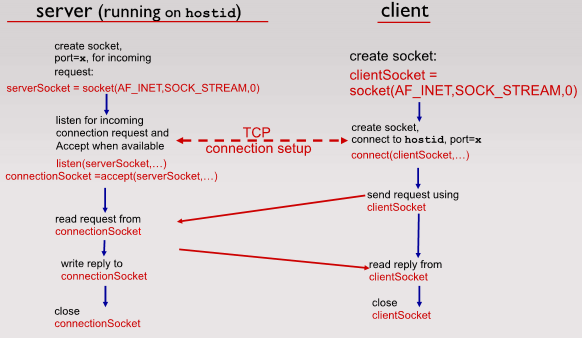 server (running on hostid)
create socket,
port=x, for incoming
request:
serverSocket = socket(AF_INET,SOCK_STREAM,0)
listen for incoming
connection request and
Accept when available
listen(serverSocket,…)
connectionSocket =accept(serverSocket,…)
read request from
connectionSocket
write reply to
connectionSocket
close
connectionSocket
TCP
connection setup
client
create socket:
clientSocket =
socket(AF_INET,SOCK_STREAM,0)
create socket,
connect to hostid, port=x
connect(clientSocket,…)
send request using
clientSocket
read reply from
clientSocket
close
clientSocket